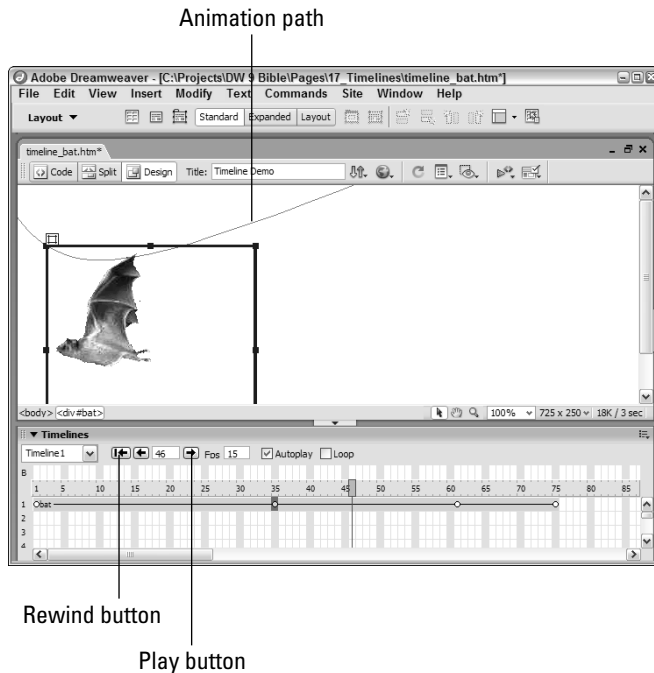 Animation path
Adobe Dreamweaver - [C:\Projects\DW 9 Bible\Pages\17_Timelines\timeline_bat.htm*]
File Edit View Insert Modify Text Commands Site Window Help
Layout Standard Expanded Layout
timeline_bat.htm*
Code Split Design Title: Timeline Demo
<body> <div#bat> 100% 725 x 250 18K / 3 sec
Timelines
Timeline1 46 Fps 15 Autoplay Loop
B
1 5 10 15 20 25 30 35 40 45 50 55 60 65 70 75 80 85
1 bat
2
3
4
Rewind button
Play button